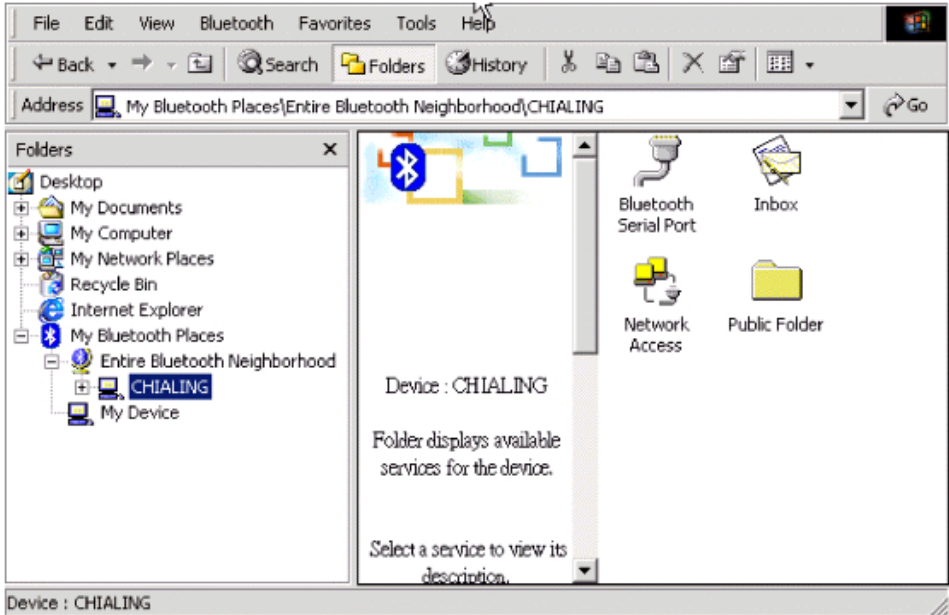 File Edit View Bluetooth Favorites Tools Help
Back Search Folders History
Address My Bluetooth Places\Entire Bluetooth Neighborhood\CHIALING Go
Folders
Desktop
My Documents
My Computer
My Network Places
Recycle Bin
Internet Explorer
My Bluetooth Places
Entire Bluetooth Neighborhood
CHIALING
My Device
Device : CHIALING
Folder displays available
services for the device.
Select a service to view its
description.
Bluetooth
Serial Port
Inbox
Network
Access
Public Folder
Device : CHIALING